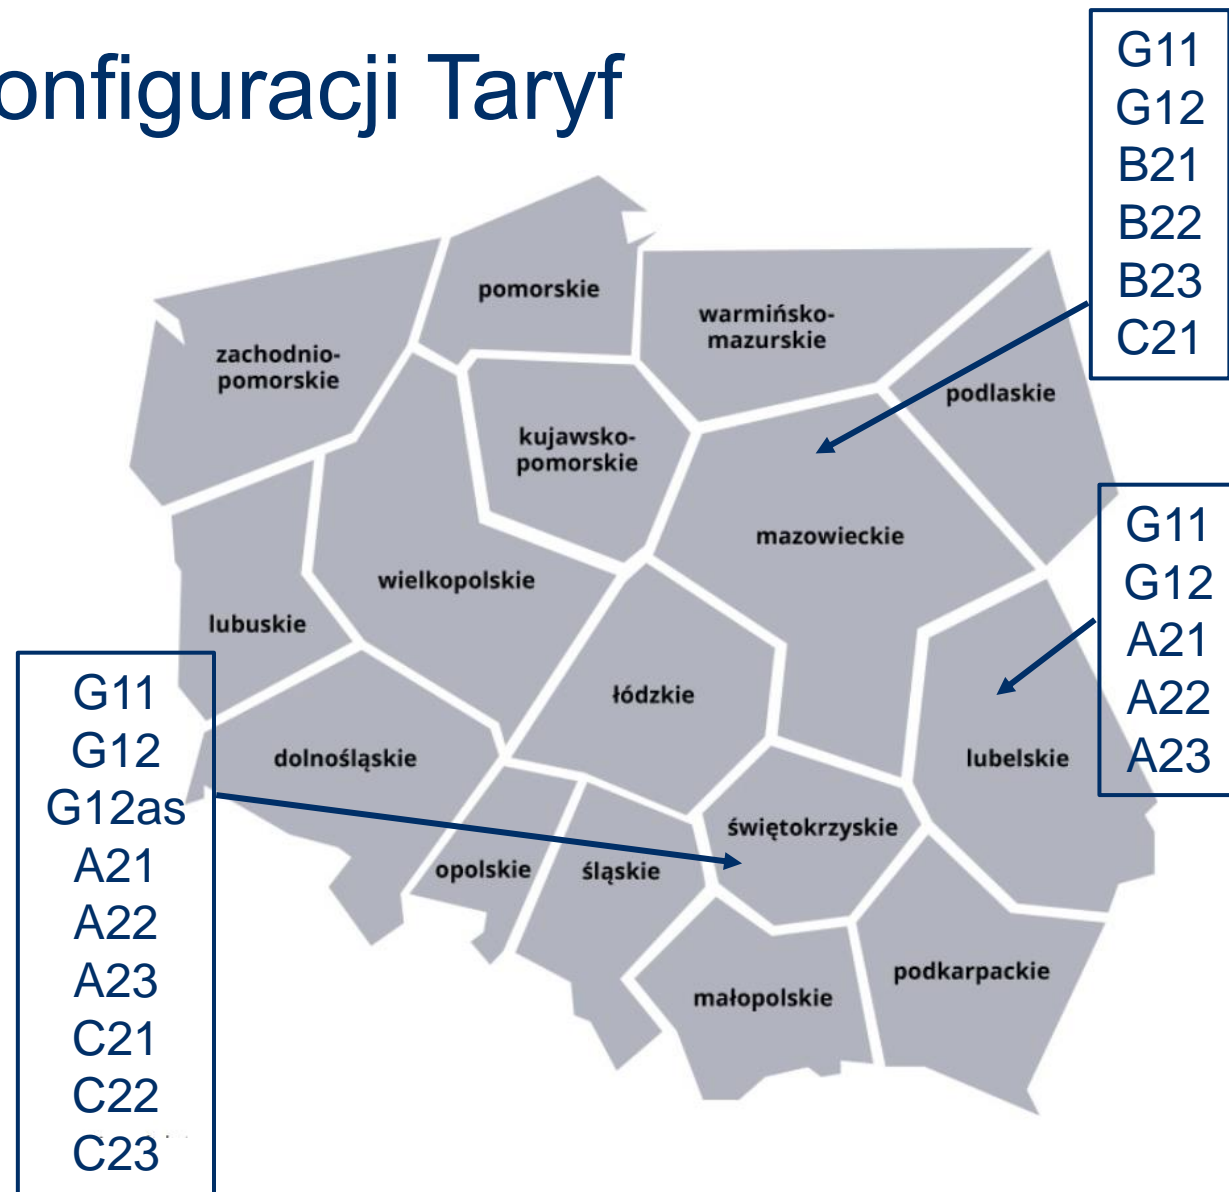 onfiguracji Taryf
G11
G12
B21
B22
B23
C21
pomorskie
warmińsko-
mazurskie
zachodnio-
pomorskie
podlaskie
kujawsko-
pomorskie
mazowieckie
wielkopolskie
lubuskie
G11
G12
A21
A22
A23
łódzkie
dolnośląskie
lubelskie
świętokrzyskie
opolskie
śląskie
podkarpackie
małopolskie
G11
G12
G12as
A21
A22
A23
C21
C22
C23